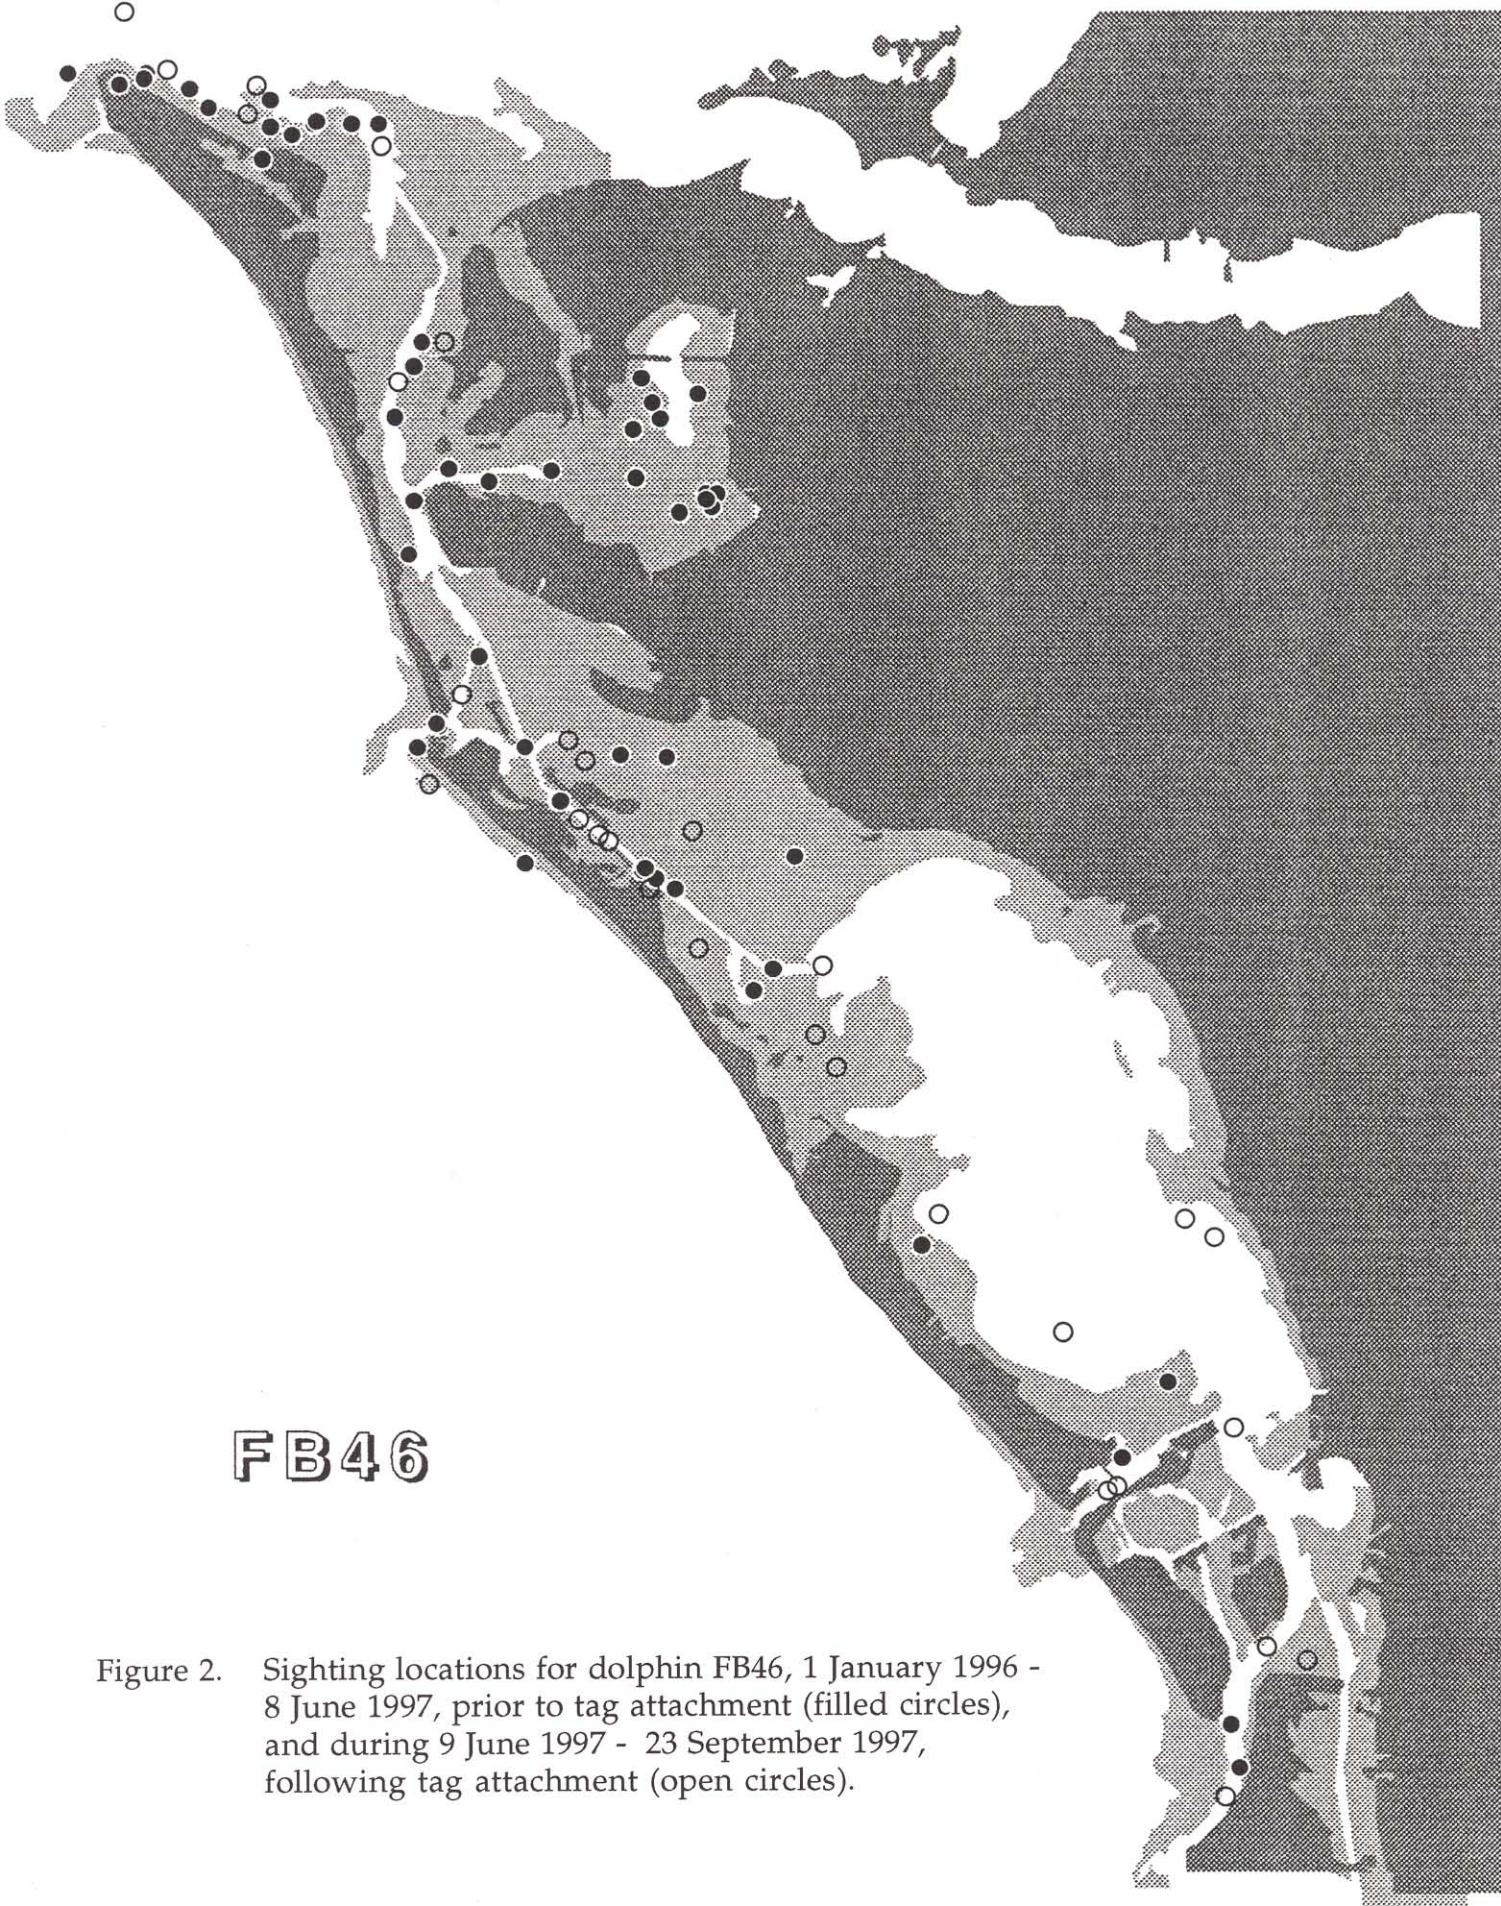 FB46
Figure 2. Sighting locations for dolphin FB46, 1 January 1996 -
8 June 1997, prior to tag attachment (filled circles),
and during 9 June 1997 - 23 September 1997,
following tag attachment (open circles).